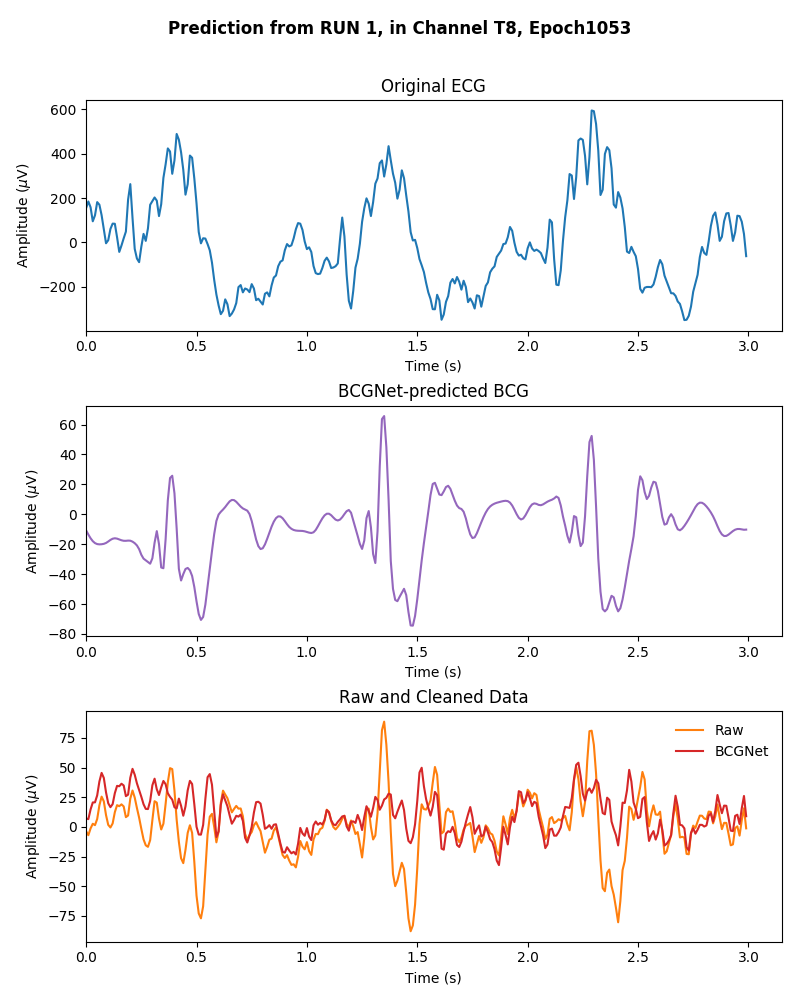 Prediction from RUN 1, in Channel T8, Epoch1053
Original ECG
Amplitude (μV)
600
400
200
0
−200
0.0 0.5 1.0 1.5 2.0 2.5 3.0
Time (s)
BCGNet-predicted BCG
Amplitude (μV)
60
40
20
0
−20
−40
−60
−80
0.0 0.5 1.0 1.5 2.0 2.5 3.0
Time (s)
Raw and Cleaned Data
Amplitude (μV)
75
50
25
0
−25
−50
−75
Raw
BCGNet
0.0 0.5 1.0 1.5 2.0 2.5 3.0
Time (s)